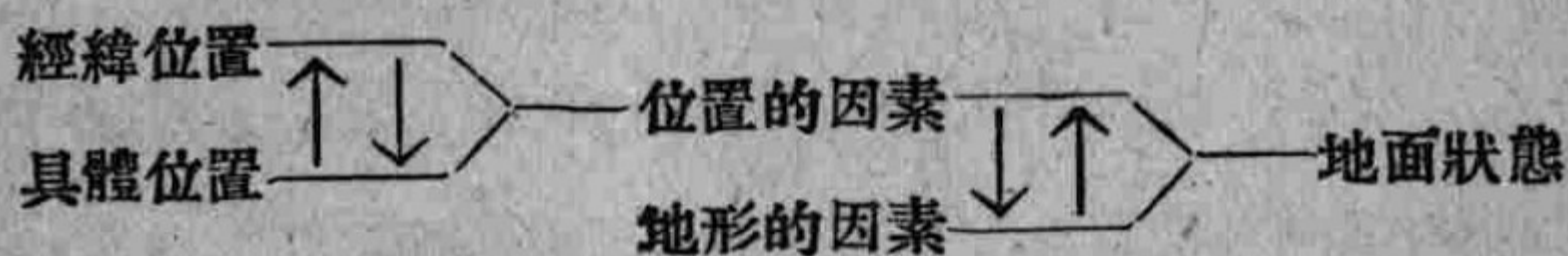 經緯位置
具體位置
位置的因素
地形的因素
地面狀態